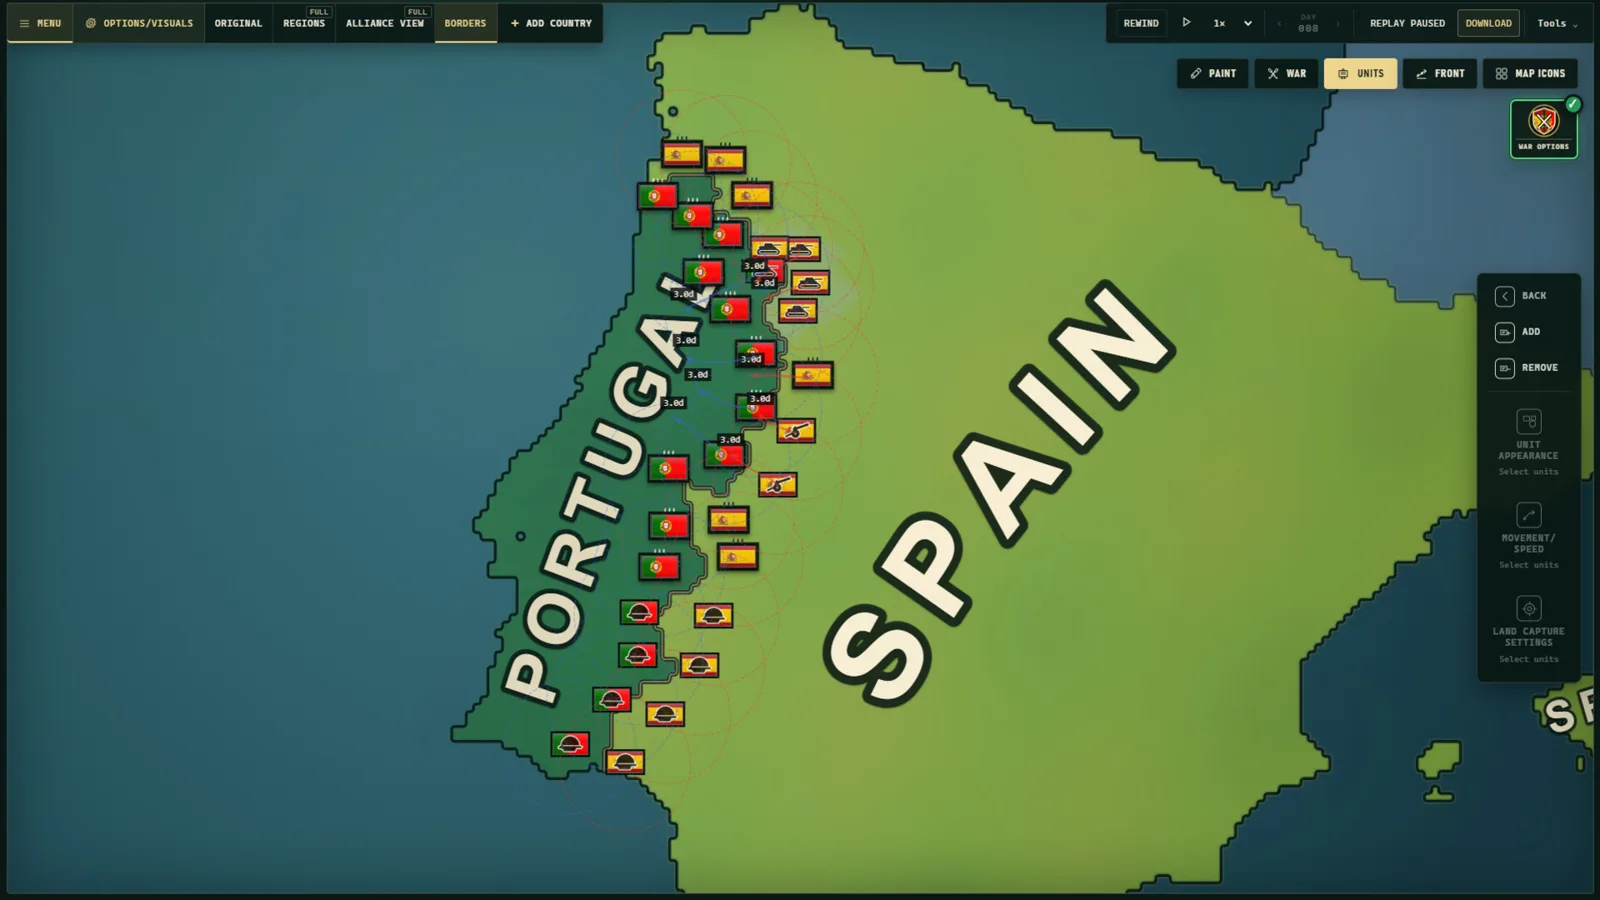 MENU
OPTIONS/VISUALS
ORIGINAL
REGIONS
FULL
ALLIANCE VIEW
FULL
BORDERS
+ ADD COUNTRY
REWIND
1x
DAY
008
REPLAY PAUSED
DOWNLOAD
Tools
PAINT
WAR
UNITS
FRONT
MAP ICONS
WAR OPTIONS
BACK
ADD
REMOVE
UNIT
APPEARANCE
Select units
MOVEMENT/
SPEED
Select units
LAND CAPTURE
SETTINGS
Select units
3.0d
3.0d
3.0d
3.0d
3.0d
3.0d
3.0d
3.0d
3.0d
PORTUGAL
SPAIN